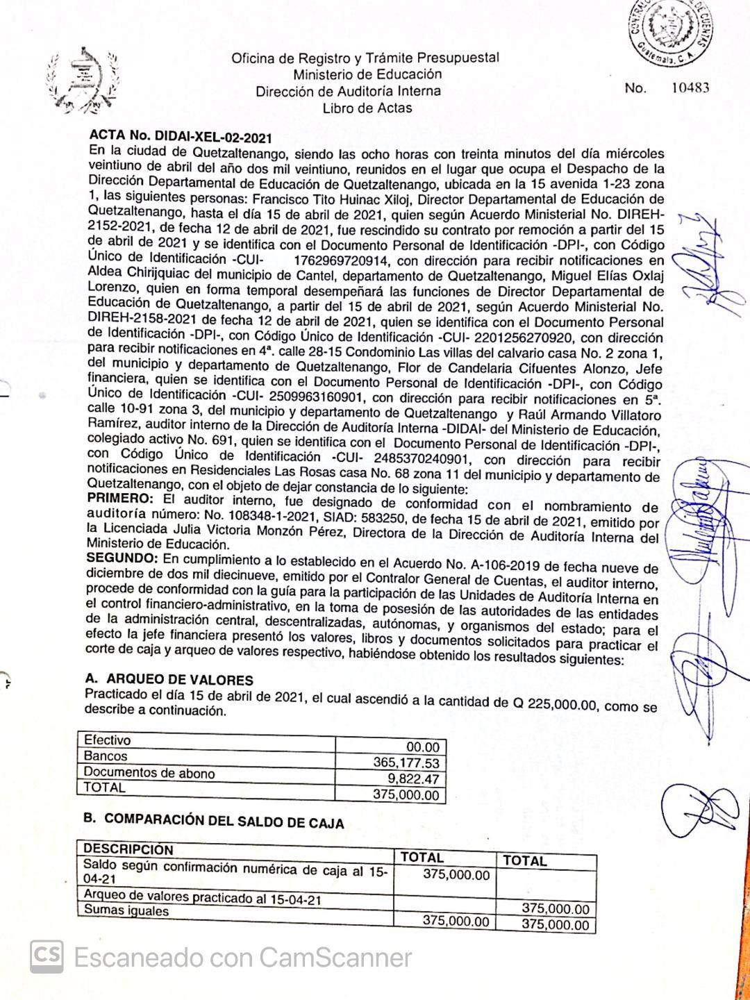 CONTRALORÍA DE CUENTAS
Guatemala, C. A.
Oficina de Registro y Trámite Presupuestal
Ministerio de Educación
Dirección de Auditoría Interna
Libro de Actas
No. 10483
ACTA No. DIDAI-XEL-02-2021
En la ciudad de Quetzaltenango, siendo las ocho horas con treinta minutos del día miércoles
veintiuno de abril del año dos mil veintiuno, reunidos en el lugar que ocupa el Despacho de la
Dirección Departamental de Educación de Quetzaltenango, ubicada en la 15 avenida 1-23 zona
1, las siguientes personas: Francisco Tito Huinac Xiloj, Director Departamental de Educación de
Quetzaltenango, hasta el día 15 de abril de 2021, quien según Acuerdo Ministerial No. DIREH-
2152-2021, de fecha 12 de abril de 2021, fue rescindido su contrato por remoción a partir del 15
de abril de 2021 y se identifica con el Documento Personal de Identificación -DPI-, con Código
Único de Identificación -CUI- 1762969720914, con dirección para recibir notificaciones en
Aldea Chirijquiac del municipio de Cantel, departamento de Quetzaltenango, Miguel Elías Oxlaj
Lorenzo, quien en forma temporal desempeñará las funciones de Director Departamental de
Educación de Quetzaltenango, a partir del 15 de abril de 2021, según Acuerdo Ministerial No.
DIREH-2158-2021 de fecha 12 de abril de 2021, quien se identifica con el Documento Personal
de Identificación -DPI-, con Código Único de Identificación -CUI- 2201256270920, con dirección
para recibir notificaciones en 4ª. calle 28-15 Condominio Las villas del calvario casa No. 2 zona 1,
del municipio y departamento de Quetzaltenango, Flor de Candelaria Cifuentes Alonzo, Jefe
financiera, quien se identifica con el Documento Personal de Identificación -DPI-, con Código
Único de Identificación -CUI- 2509963160901, con dirección para recibir notificaciones en 5ª.
calle 10-91 zona 3, del municipio y departamento de Quetzaltenango y Raúl Armando Villatoro
Ramírez, auditor interno de la Dirección de Auditoría Interna -DIDAI- del Ministerio de Educación,
colegiado activo No. 691, quien se identifica con el Documento Personal de Identificación -DPI-,
con Código Único de Identificación -CUI- 2485370240901, con dirección para recibir
notificaciones en Residenciales Las Rosas casa No. 68 zona 11 del municipio y departamento de
Quetzaltenango, con el objeto de dejar constancia de lo siguiente:
PRIMERO: El auditor interno, fue designado de conformidad con el nombramiento de
auditoría número: No. 108348-1-2021, SIAD: 583250, de fecha 15 de abril de 2021, emitido por
la Licenciada Julia Victoria Monzón Pérez, Directora de la Dirección de Auditoría Interna del
Ministerio de Educación.
SEGUNDO: En cumplimiento a lo establecido en el Acuerdo No. A-106-2019 de fecha nueve de
diciembre de dos mil diecinueve, emitido por el Contralor General de Cuentas, el auditor interno,
procede de conformidad con la guía para la participación de las Unidades de Auditoría Interna en
el control financiero-administrativo, en la toma de posesión de las autoridades de las entidades
de la administración central, descentralizadas, autónomas, y organismos del estado; para el
efecto la jefe financiera presentó los valores, libros y documentos solicitados para practicar el
corte de caja y arqueo de valores respectivo, habiéndose obtenido los resultados siguientes:
A. ARQUEO DE VALORES
Practicado el día 15 de abril de 2021, el cual ascendió a la cantidad de Q 225,000.00, como se
describe a continuación.
Efectivo 00.00
Bancos 365,177.53
Documentos de abono 9,822.47
TOTAL 375,000.00
B. COMPARACIÓN DEL SALDO DE CAJA
DESCRIPCIÓN TOTAL TOTAL
Saldo según confirmación numérica de caja al 15- 375,000.00
04-21
Arqueo de valores practicado al 15-04-21 375,000.00
Sumas iguales 375,000.00 375,000.00
CS Escaneado con CamScanner